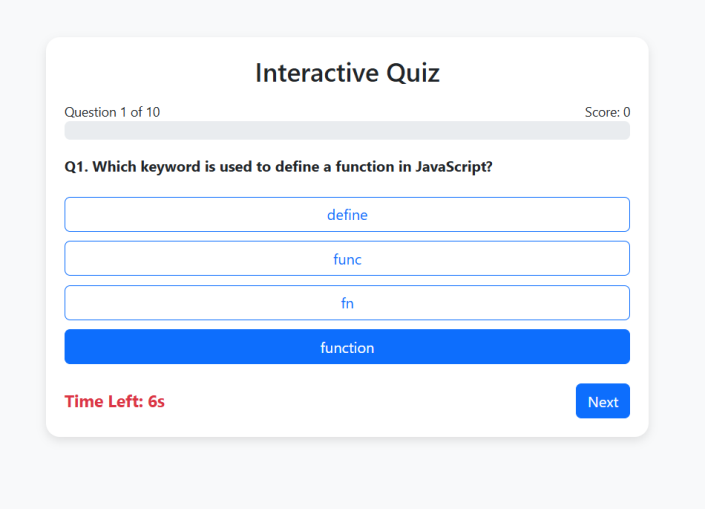 Interactive Quiz
Question 1 of 10 Score: 0
Q1. Which keyword is used to define a function in JavaScript?
define
func
fn
function
Time Left: 6s Next